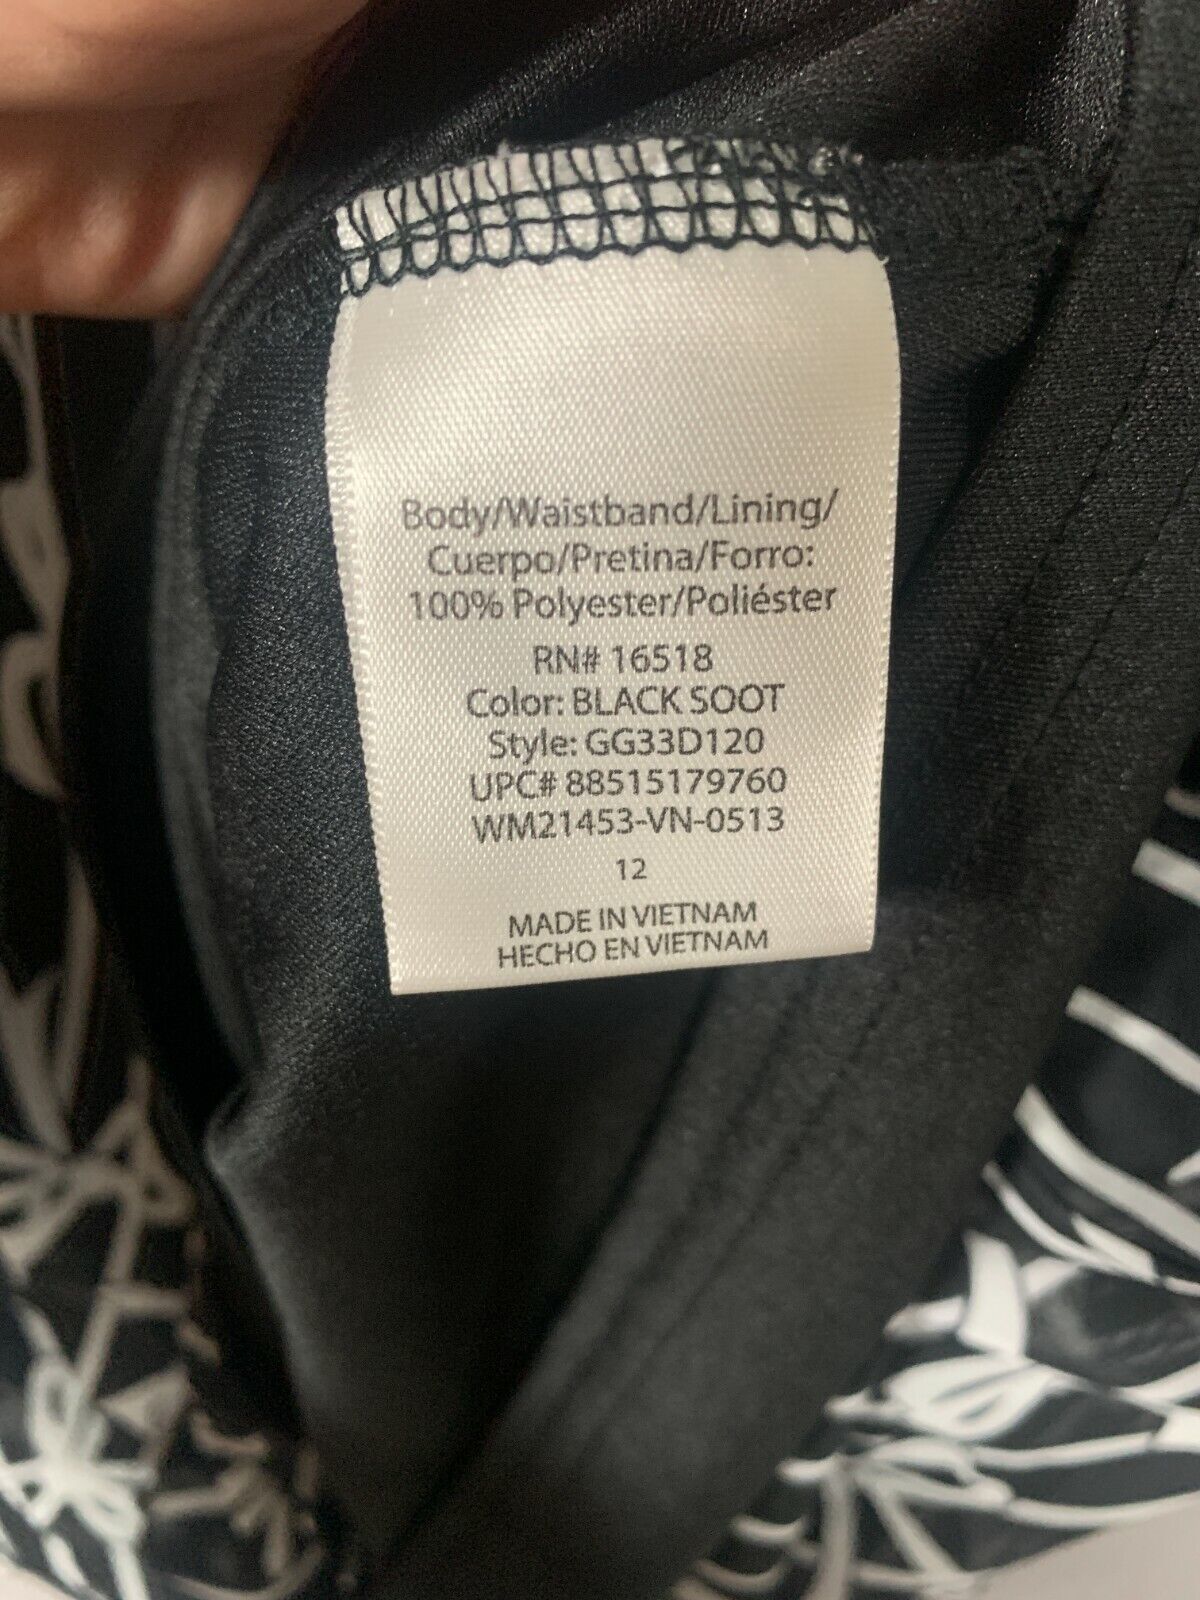 Body/Waistband/Lining/
Cuerpo/Pretina/Forro:
100% Polyester/Poliéster
RN# 16518
Color: BLACK SOOT
Style: GG33D120
UPC# 88515179760
WM21453-VN-0513
12
MADE IN VIETNAM
HECHO EN VIETNAM